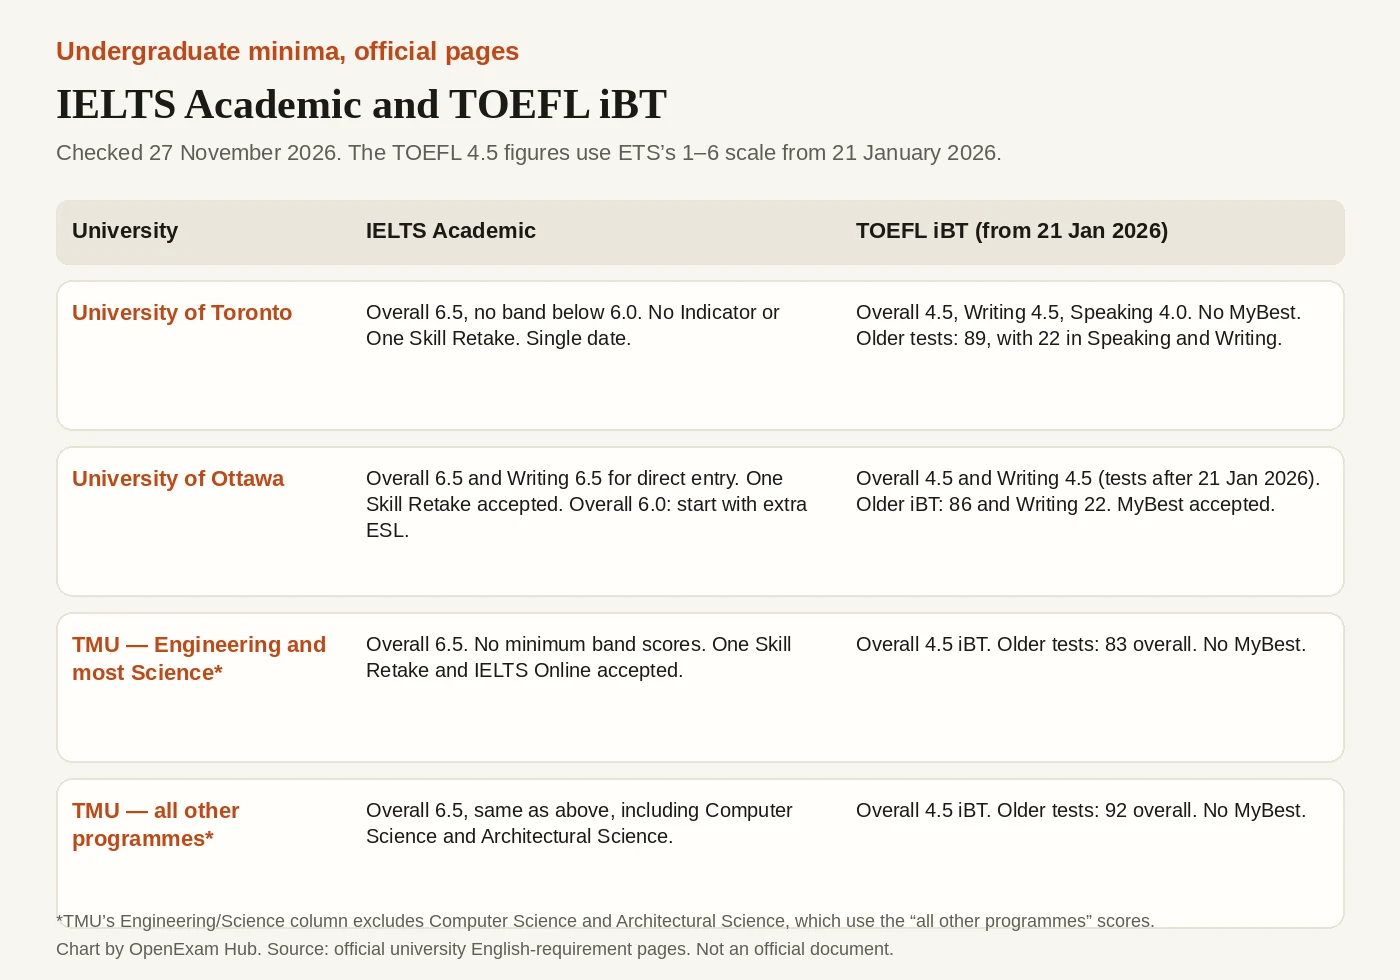 Undergraduate minima, official pages
IELTS Academic and TOEFL iBT
Checked 27 November 2026. The TOEFL 4.5 figures use ETS’s 1–6 scale from 21 January 2026.
University
IELTS Academic
TOEFL iBT (from 21 Jan 2026)
University of Toronto
Overall 6.5, no band below 6.0. No Indicator or
One Skill Retake. Single date.
Overall 4.5, Writing 4.5, Speaking 4.0. No MyBest.
Older tests: 89, with 22 in Speaking and Writing.
University of Ottawa
Overall 6.5 and Writing 6.5 for direct entry. One
Skill Retake accepted. Overall 6.0: start with extra
ESL.
Overall 4.5 and Writing 4.5 (tests after 21 Jan 2026).
Older iBT: 86 and Writing 22. MyBest accepted.
TMU — Engineering and
most Science*
Overall 6.5. No minimum band scores. One Skill
Retake and IELTS Online accepted.
Overall 4.5 iBT. Older tests: 83 overall. No MyBest.
TMU — all other
programmes*
Overall 6.5, same as above, including Computer
Science and Architectural Science.
Overall 4.5 iBT. Older tests: 92 overall. No MyBest.
*TMU’s Engineering/Science column excludes Computer Science and Architectural Science, which use the “all other programmes” scores.
Chart by OpenExam Hub. Source: official university English-requirement pages. Not an official document.